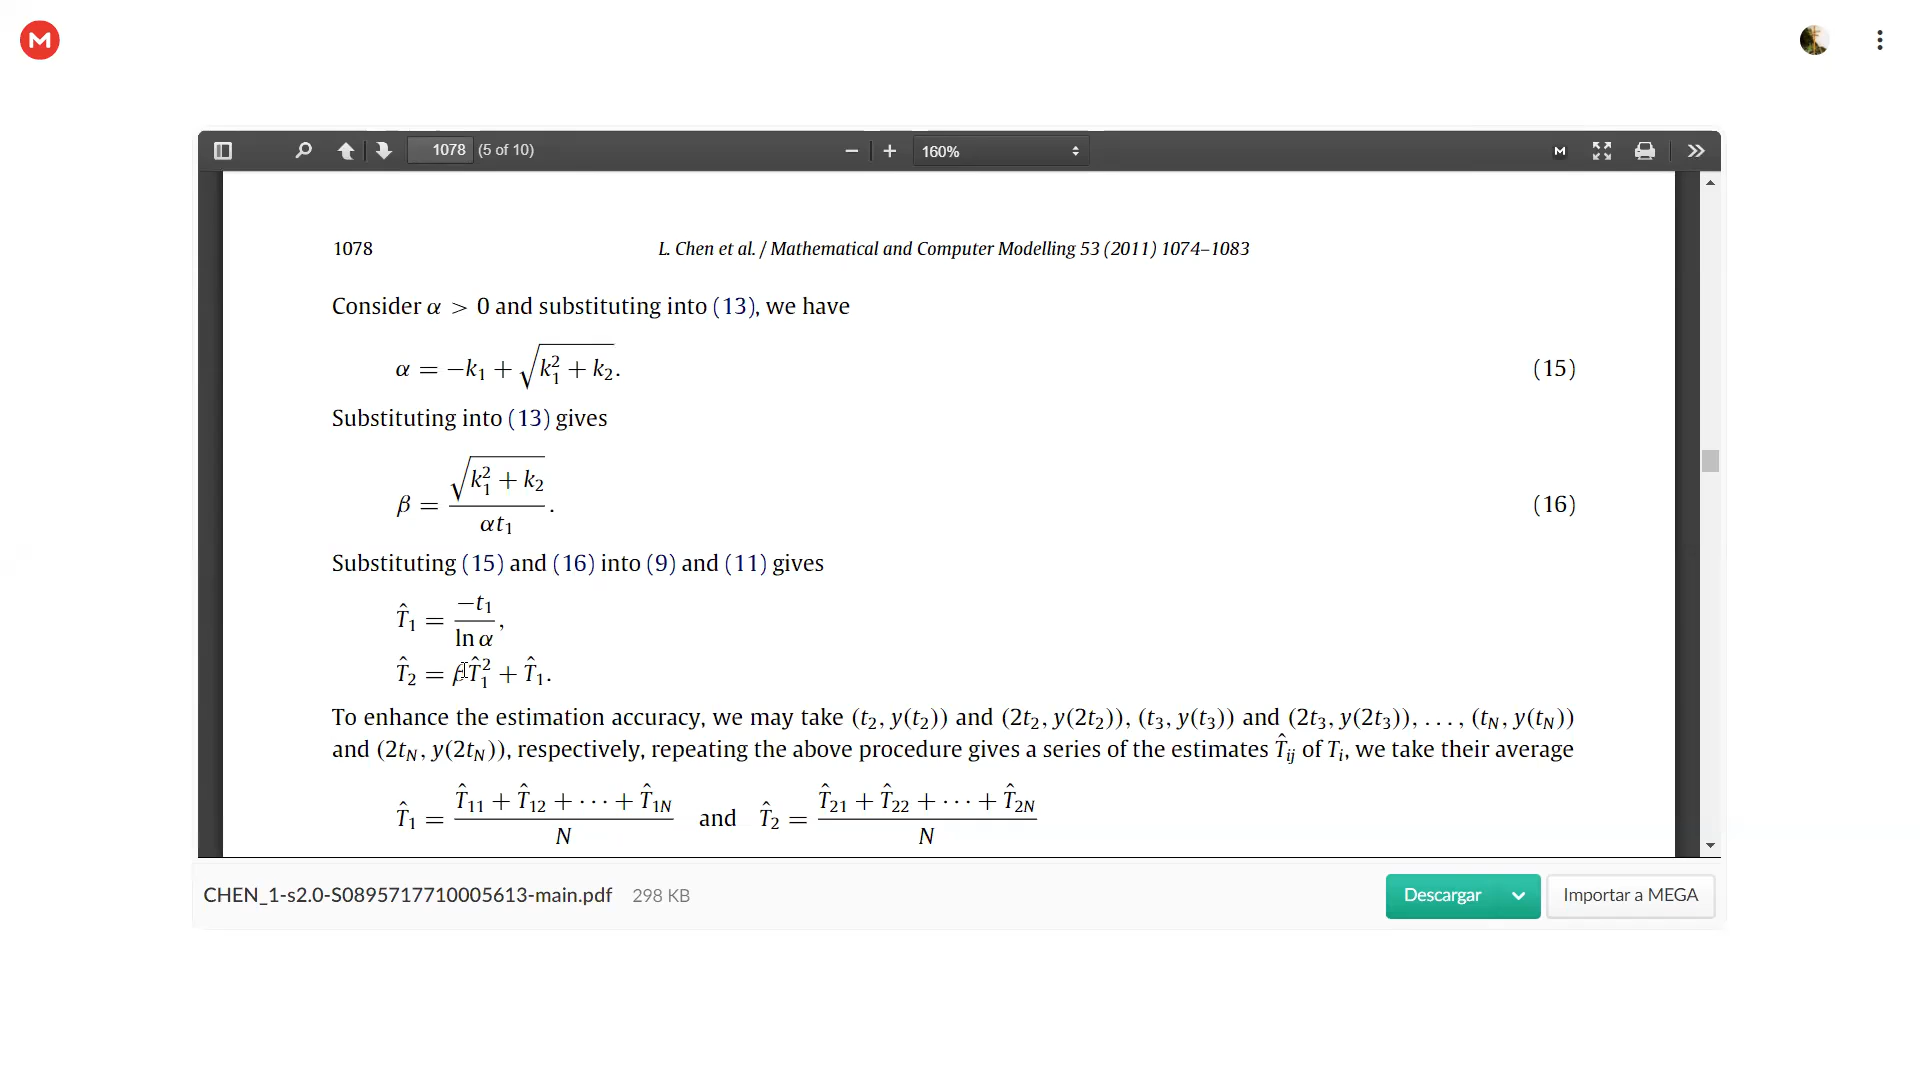 M
1078 (5 of 10)
160%
M
1078
L. Chen et al. / Mathematical and Computer Modelling 53 (2011) 1074–1083
Consider α > 0 and substituting into (13), we have
α = −k₁ + √(k₁² + k₂). (15)
Substituting into (13) gives
β = √(k₁² + k₂) / αt₁ . (16)
Substituting (15) and (16) into (9) and (11) gives
T̂₁ = −t₁ / ln α ,
T̂₂ = βT̂₁² + T̂₁.
To enhance the estimation accuracy, we may take (t₂, y(t₂)) and (2t₂, y(2t₂)), (t₃, y(t₃)) and (2t₃, y(2t₃)), . . . , (t_N, y(t_N))
and (2t_N, y(2t_N)), respectively, repeating the above procedure gives a series of the estimates T̂ᵢⱼ of Tᵢ, we take their average
T̂₁ = (T̂₁₁ + T̂₁₂ + · · · + T̂₁N) / N and T̂₂ = (T̂₂₁ + T̂₂₂ + · · · + T̂₂N) / N
CHEN_1-s2.0-S0895717710005613-main.pdf 298 KB
Descargar
Importar a MEGA